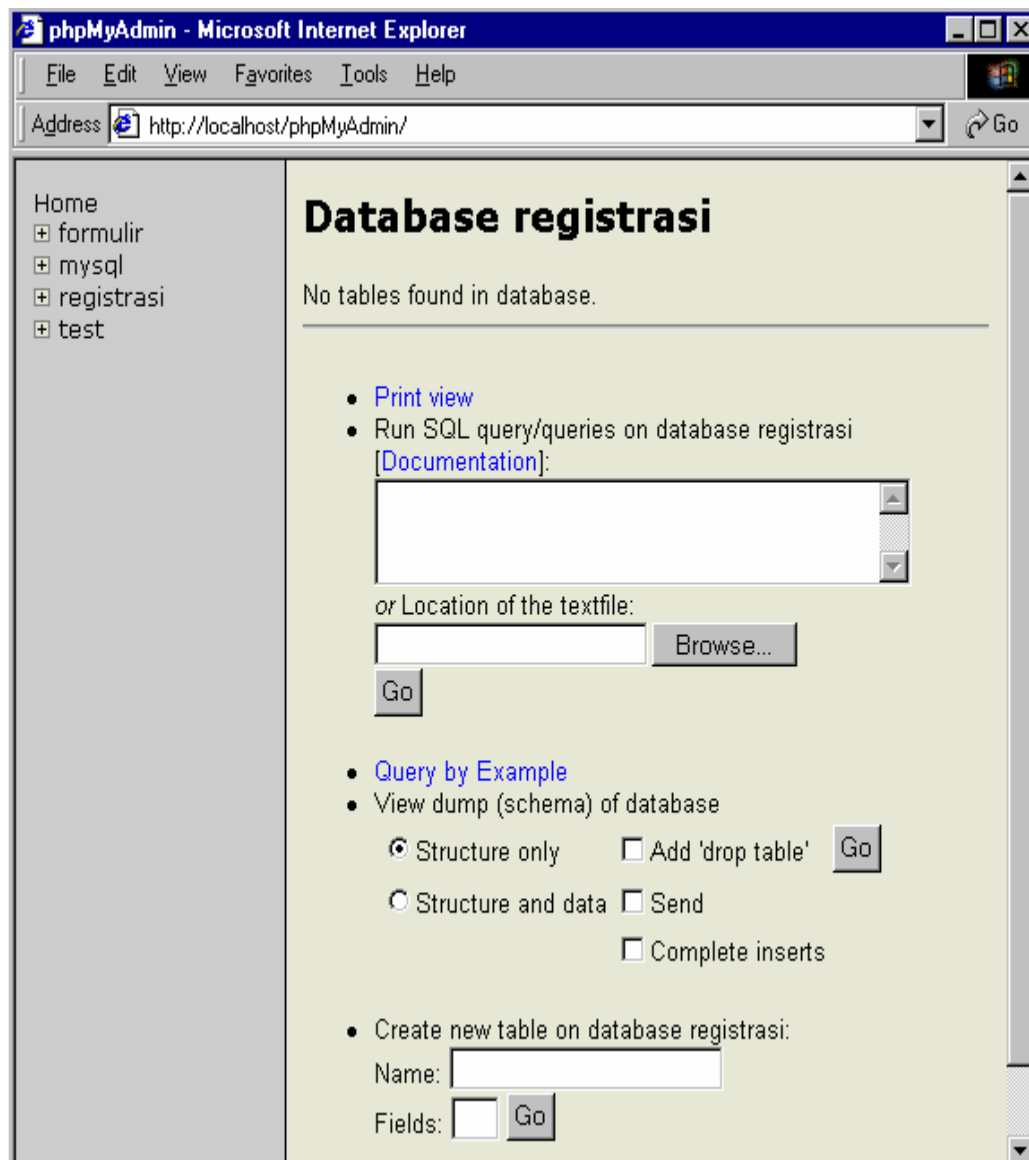 phpMyAdmin - Microsoft Internet Explorer
File Edit View Favorites Tools Help
Address http://localhost/phpMyAdmin/ Go
Home
formulir
mysql
registrasi
test
Database registrasi
No tables found in database.
Print view
Run SQL query/queries on database registrasi
[Documentation]:
or Location of the textfile:
Browse...
Go
Query by Example
View dump (schema) of database
Structure only Add 'drop table' Go
Structure and data Send
Complete inserts
Create new table on database registrasi:
Name:
Fields: Go